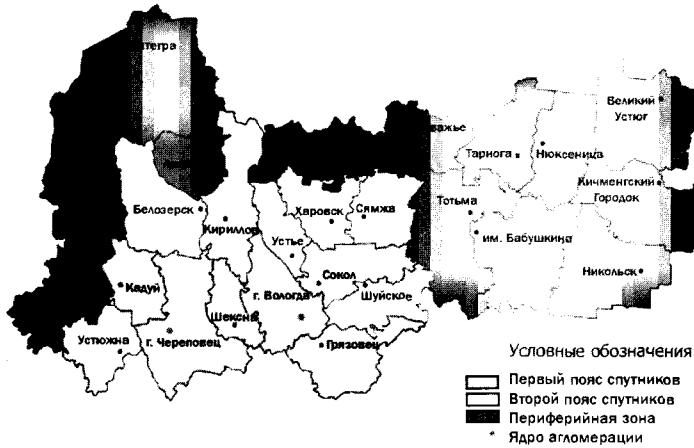 тегра
важье
Великий
Устюг
Тарнога
Нюксеница
Кичменгский
Городок
Белозерск
Кириллов
Харовск
Сямжа
Тотьма
Устье
им. Бабушкина
Сокол
Никольск
Кадуй
г. Вологда
Шуйское
Шексна
Устюжна
г. Череповец
Грязовец
Условные обозначения
Первый пояс спутников
Второй пояс спутников
Периферийная зона
Ядро агломерации